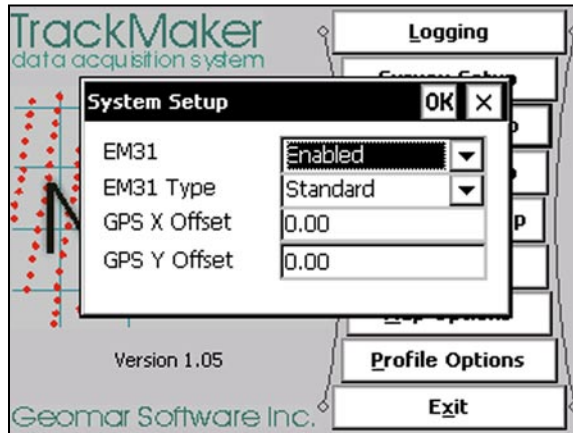 TrackMaker
data acquisition system
Logging
System Setup
OK
EM31
Enabled
EM31 Type
Standard
GPS X Offset
0.00
GPS Y Offset
0.00
Version 1.05
Profile Options
Exit
Geomar Software Inc.